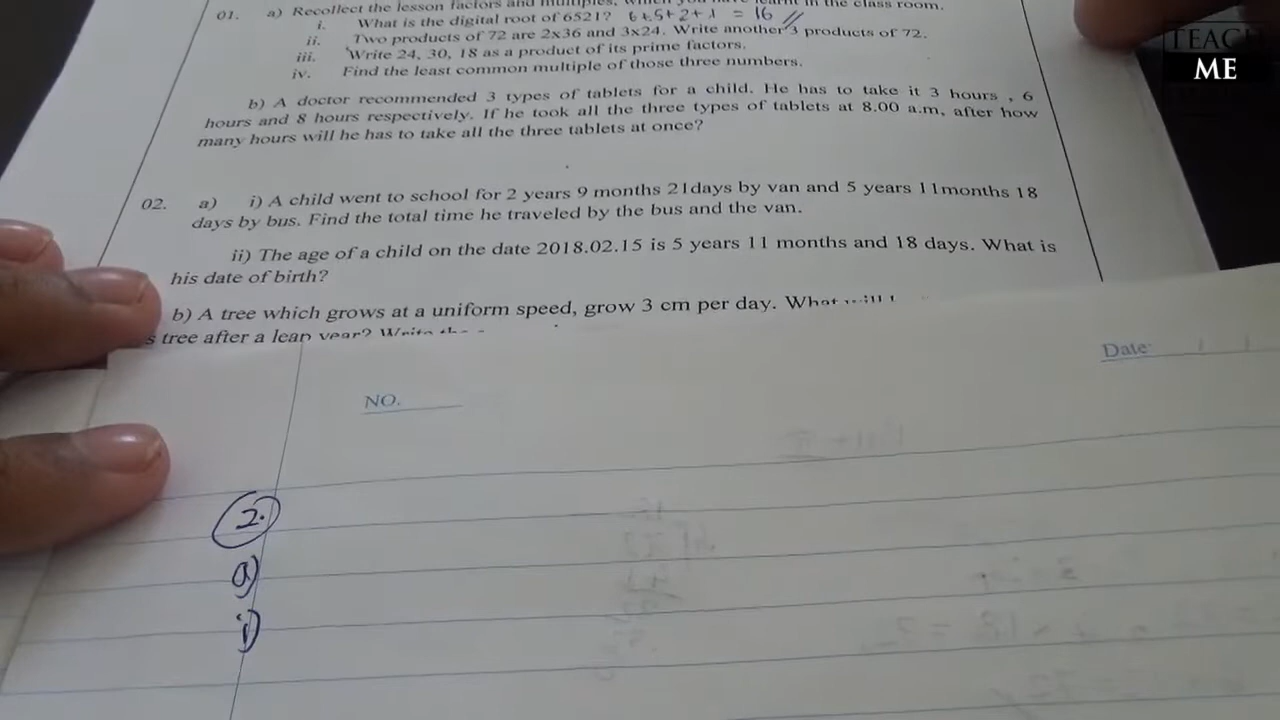 01. a) Recollect the lesson factors and multiples, which you have learnt in the class room.
i. What is the digital root of 6521? 6+5+2+1 = 16
ii. Two products of 72 are 2x36 and 3x24. Write another 3 products of 72.
iii. Write 24, 30, 18 as a product of its prime factors.
iv. Find the least common multiple of those three numbers.
b) A doctor recommended 3 types of tablets for a child. He has to take it 3 hours , 6
hours and 8 hours respectively. If he took all the three types of tablets at 8.00 a.m, after how
many hours will he has to take all the three tablets at once?
02. a) i) A child went to school for 2 years 9 months 21days by van and 5 years 11months 18
days by bus. Find the total time he traveled by the bus and the van.
ii) The age of a child on the date 2018.02.15 is 5 years 11 months and 18 days. What is
his date of birth?
b) A tree which grows at a uniform speed, grow 3 cm per day. What will
s tree after a leap year? Write the
TEACH
ME
Date
NO.
2.
a)
i)